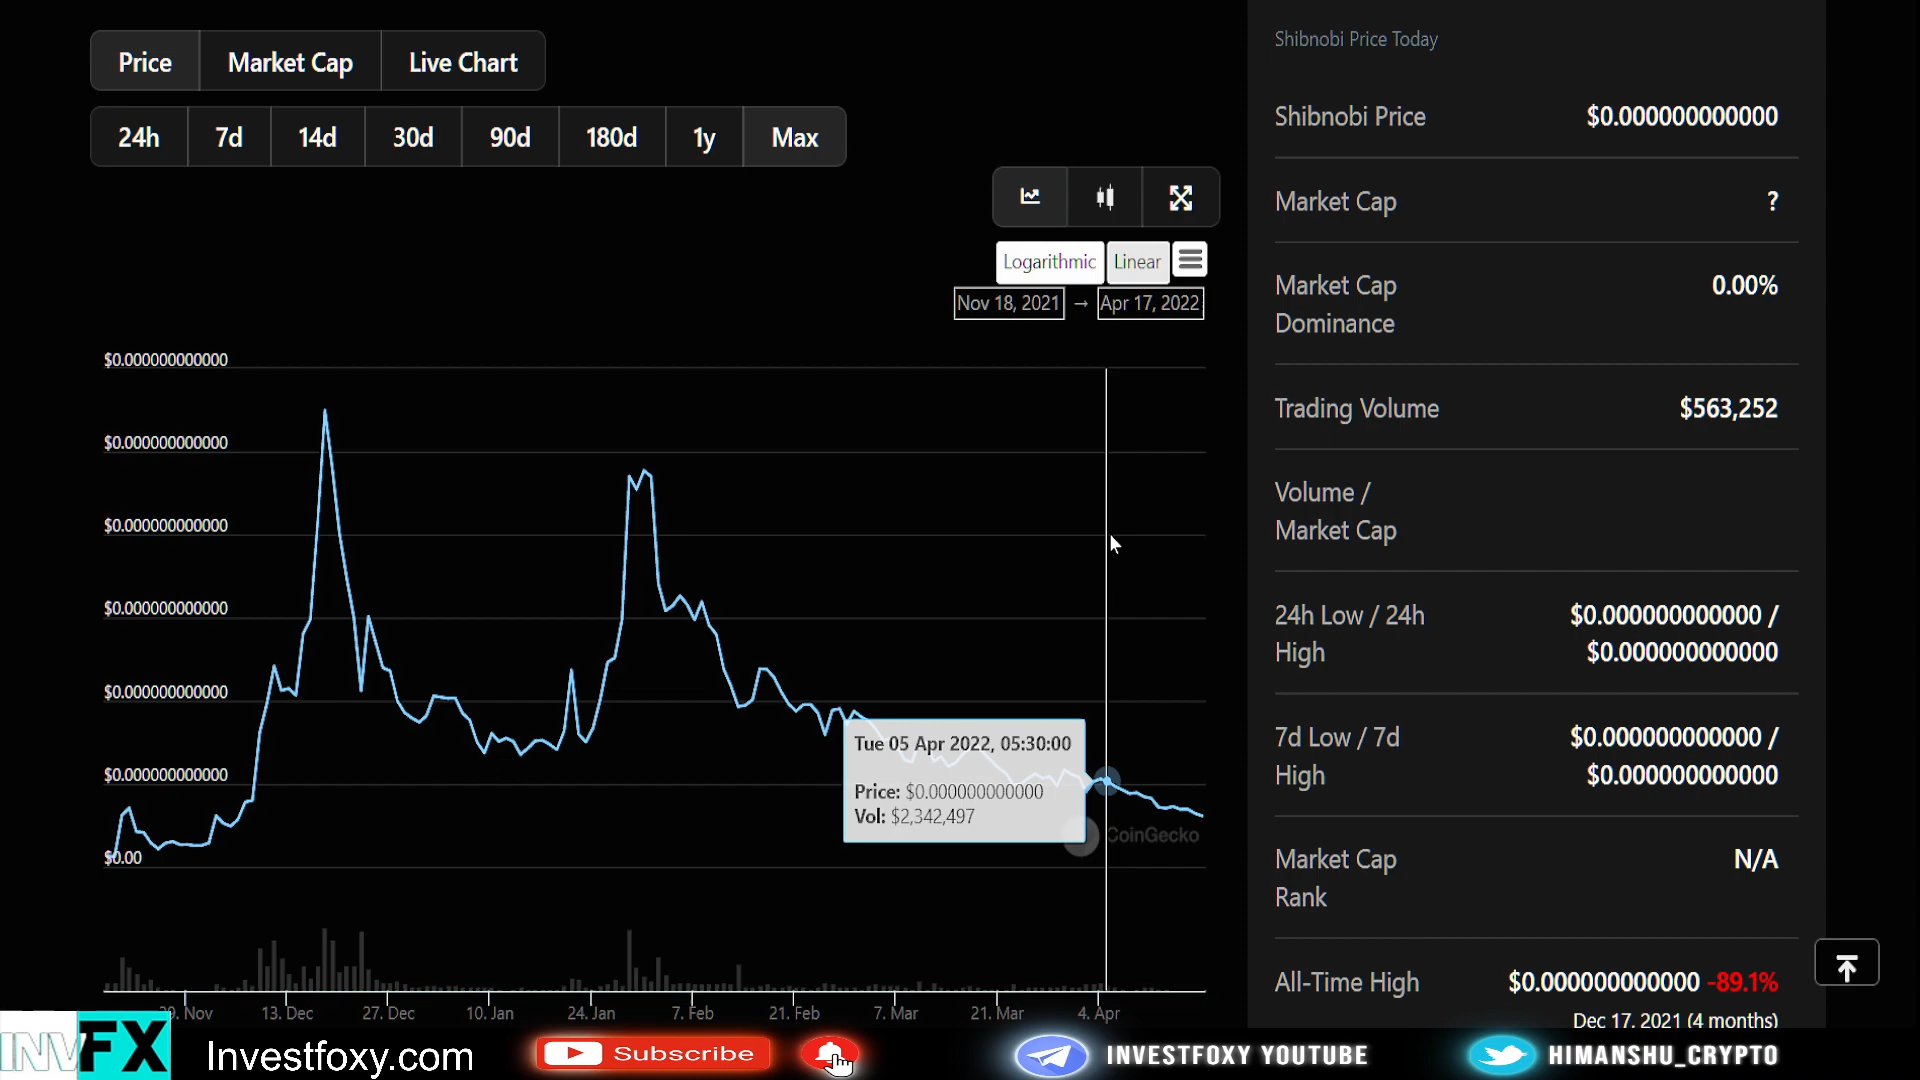 Price Market Cap Live Chart
24h 7d 14d 30d 90d 180d 1y Max
Logarithmic Linear
Nov 18, 2021 → Apr 17, 2022
$0.000000000000
$0.000000000000
$0.000000000000
$0.000000000000
$0.000000000000
$0.000000000000
$0.00
Tue 05 Apr 2022, 05:30:00
Price: $0.000000000000
Vol: $2,342,497
CoinGecko
29. Nov 13. Dec 27. Dec 10. Jan 24. Jan 7. Feb 21. Feb 7. Mar 21. Mar 4. Apr
Shibnobi Price Today
Shibnobi Price $0.000000000000
Market Cap ?
Market Cap 0.00%
Dominance
Trading Volume $563,252
Volume /
Market Cap
24h Low / 24h $0.000000000000 /
High $0.000000000000
7d Low / 7d $0.000000000000 /
High $0.000000000000
Market Cap N/A
Rank
All-Time High $0.000000000000 -89.1%
Dec 17, 2021 (4 months)
INVFX Investfoxy.com Subscribe INVESTFOXY YOUTUBE HIMANSHU_CRYPTO